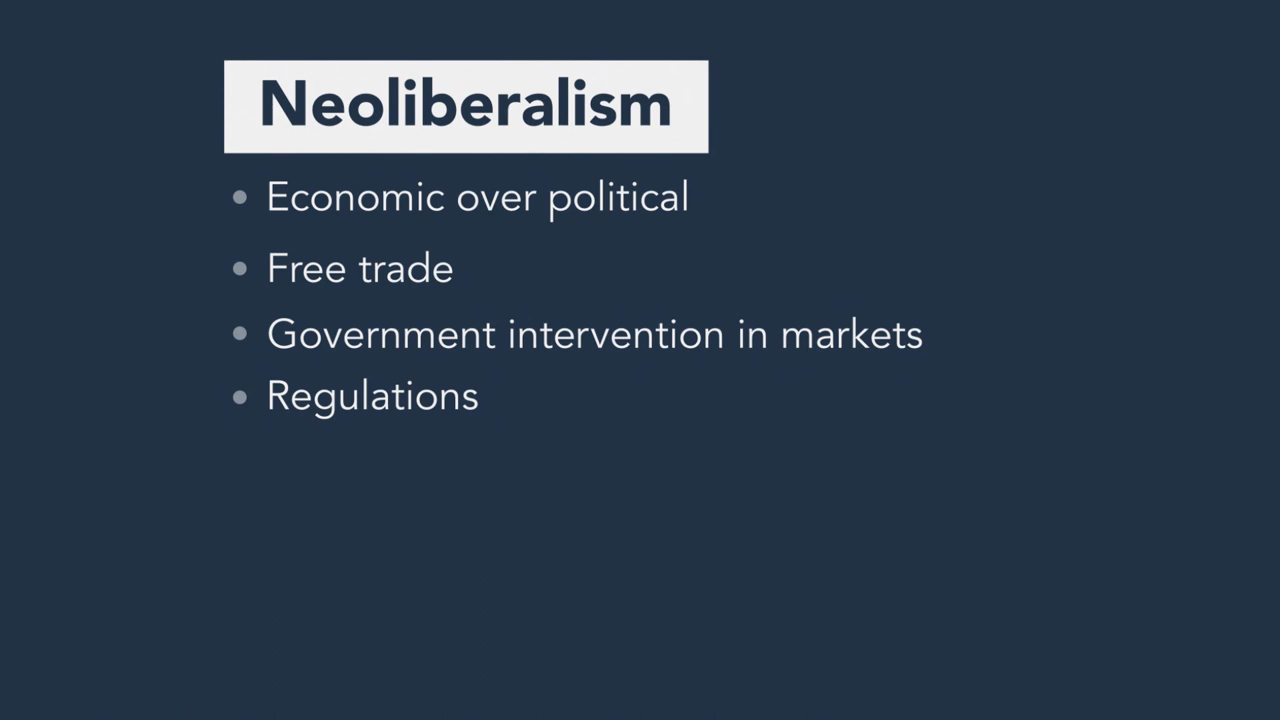 Neoliberalism
• Economic over political
• Free trade
• Government intervention in markets
• Regulations